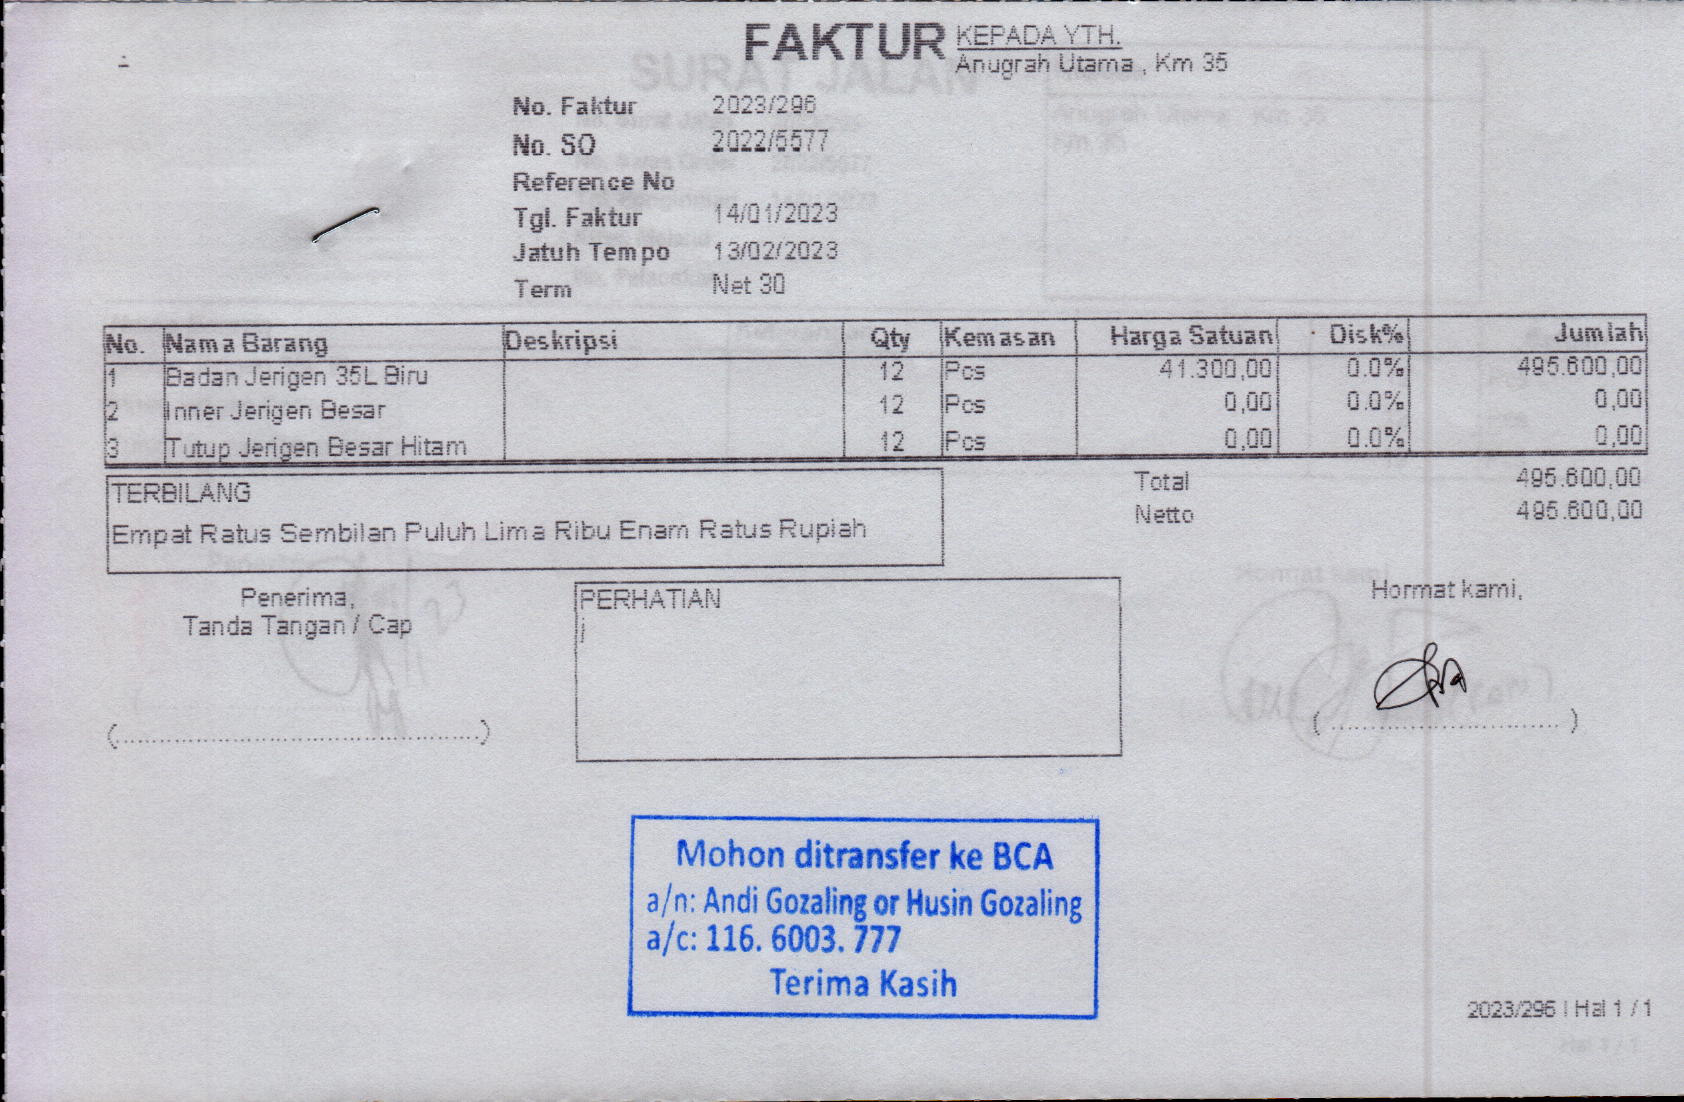 FAKTUR
KEPADA YTH.
Anugrah Utama , Km 35
No. Faktur 2023/296
No. SO 2022/5577
Reference No
Tgl. Faktur 14/01/2023
Jatuh Tempo 13/02/2023
Term Net 30
No. Nama Barang Deskripsi Qty Kemasan Harga Satuan Disk% Jumlah
1 Badan Jerigen 35L Biru 12 Pcs 41.300,00 0.0% 495.600,00
2 Inner Jerigen Besar 12 Pcs 0,00 0.0% 0,00
3 Tutup Jerigen Besar Hitam 12 Pcs 0,00 0.0% 0,00
TERBILANG
Empat Ratus Sembilan Puluh Lima Ribu Enam Ratus Rupiah
Total 495.600,00
Netto 495.600,00
Penerima,
Tanda Tangan / Cap
PERHATIAN
j
Hormat kami,
Mohon ditransfer ke BCA
a/n: Andi Gozaling or Husin Gozaling
a/c: 116. 6003. 777
Terima Kasih
2023/296 | Hal 1 / 1